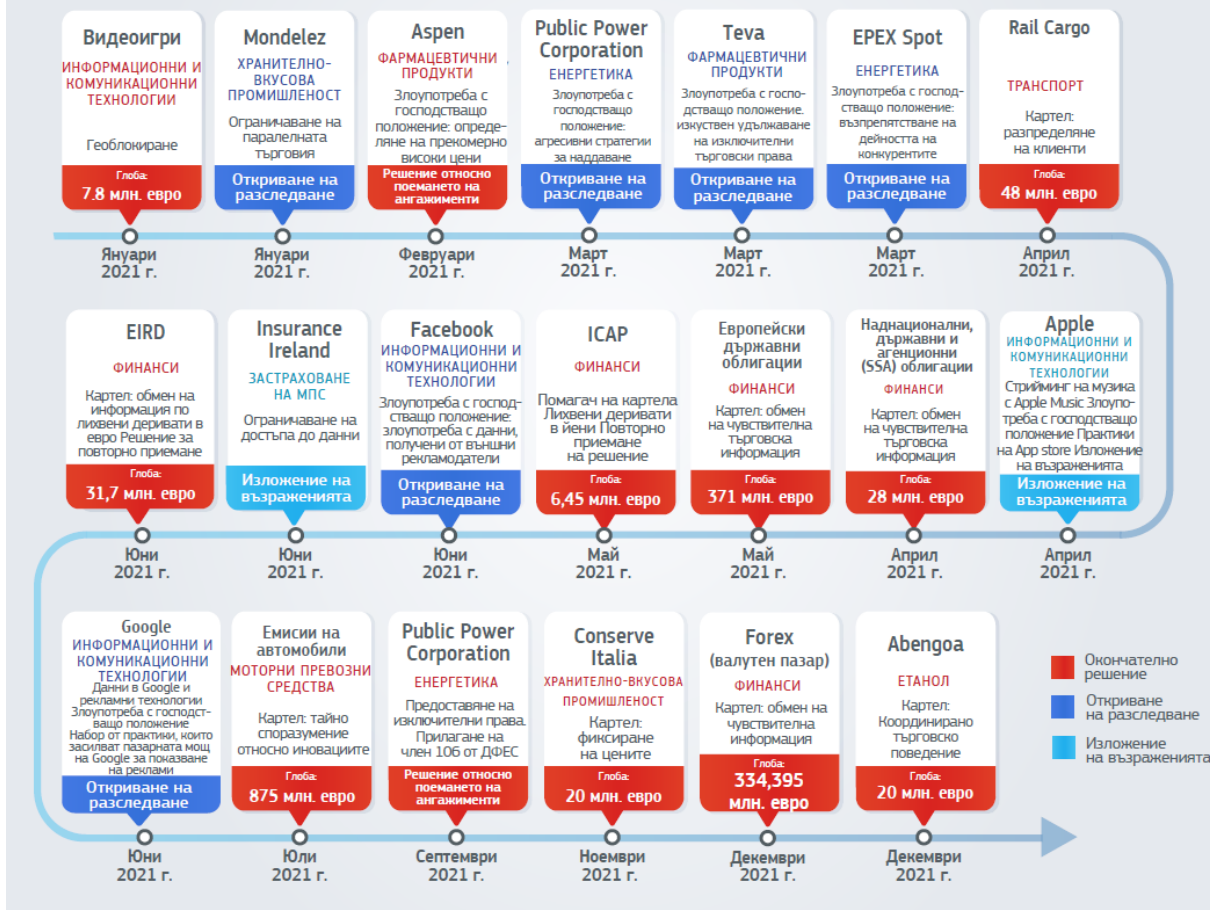 Видеоигри
ИНФОРМАЦИОННИ И
КОМУНИКАЦИОННИ
ТЕХНОЛОГИИ
Геоблокиране
Глоба:
7.8 млн. евро
Януари
2021 г.
Mondelez
ХРАНИТЕЛНО-
ВКУСОВА
ПРОМИШЛЕНОСТ
Ограничаване на
паралелната
търговия
Откриване на
разследване
Януари
2021 г.
Aspen
ФАРМАЦЕВТИЧНИ
ПРОДУКТИ
Злоупотреба с
господстващо
положение: опреде-
ляне на прекомерно
високи цени
Решение относно
поемането на
ангажименти
Февруари
2021 г.
Public Power
Corporation
ЕНЕРГЕТИКА
Злоупотреба с
господстващо
положение:
агресивни стратегии
за наддаване
Откриване на
разследване
Март
2021 г.
Teva
ФАРМАЦЕВТИЧНИ
ПРОДУКТИ
Злоупотреба с госпо-
дстващо положение.
изкуствен удължаване
на изключителни
търговски права
Откриване на
разследване
Март
2021 г.
EPEX Spot
ЕНЕРГЕТИКА
Злоупотреба с господ-
стващо положение:
възпрепятстване на
дейността на
конкурентите
Откриване на
разследване
Март
2021 г.
Rail Cargo
ТРАНСПОРТ
Картел:
разпределяне
на клиенти
Глоба:
48 млн. евро
Април
2021 г.
EIRD
ФИНАНСИ
Картел: обмен на
информация по
лихвени деривати в
евро Решение за
повторно приемане
Глоба:
31,7 млн. евро
Юни
2021 г.
Insurance
Ireland
ЗАСТРАХОВАНЕ
НА МПС
Ограничаване на
достъпа до данни
Изложение на
възраженията
Юни
2021 г.
Facebook
ИНФОРМАЦИОННИ И
КОМУНИКАЦИОННИ
ТЕХНОЛОГИИ
Злоупотреба с господ-
стващо положение:
злоупотреба с данни,
получени от външни
рекламодатели
Откриване на
разследване
Юни
2021 г.
ICAP
ФИНАНСИ
Помагач на картела
Лихвени деривати
в йени Повторно
приемане
на решение
Глоба:
6,45 млн. евро
Май
2021 г.
Европейски
държавни
облигации
ФИНАНСИ
Картел: обмен
на чувствителна
търговска
информация
Глоба:
371 млн. евро
Май
2021 г.
Наднационални,
държавни и
агенционни
(SSA) облигации
ФИНАНСИ
Картел: обмен
на чувствителна
търговска
информация
Глоба:
28 млн. евро
Април
2021 г.
Apple
ИНФОРМАЦИОННИ И
КОМУНИКАЦИОННИ
ТЕХНОЛОГИИ
Стрийминг на музика
с Apple Music Злоупо-
треба с господстващо
положение Практики
на App store Изложение
на възраженията
Изложение на
възраженията
Април
2021 г.
Google
ИНФОРМАЦИОННИ И
КОМУНИКАЦИОННИ
ТЕХНОЛОГИИ
Данни в Google и
рекламни технологии
Злоупотреба с господст-
ващо положение
Набор от практики, които
засилват пазарната мощ
на Google за показване
на реклами
Откриване на
разследване
Юни
2021 г.
Емисии на
автомобили
МОТОРНИ ПРЕВОЗНИ
СРЕДСТВА
Картел: тайно
споразумение
относно иновациите
Глоба:
875 млн. евро
Юли
2021 г.
Public Power
Corporation
ЕНЕРГЕТИКА
Предоставяне на
изключителни права.
Прилагане на
член 106 от ДФЕС
Решение относно
поемането на
ангажименти
Септември
2021 г.
Conserve
Italia
ХРАНИТЕЛНО-ВКУСОВА
ПРОМИШЛЕНОСТ
Картел:
фиксиране
на цените
Глоба:
20 млн. евро
Ноември
2021 г.
Forex
(валутен пазар)
ФИНАНСИ
Картел: обмен на
чувствителна
информация
Глоба:
334,395
млн. евро
Декември
2021 г.
Abengoa
ЕТАНОЛ
Картел:
Координирано
търговско
поведение
Глоба:
20 млн. евро
Декември
2021 г.
Окончателно
решение
Откриване
на разследване
Изложение
на възраженията